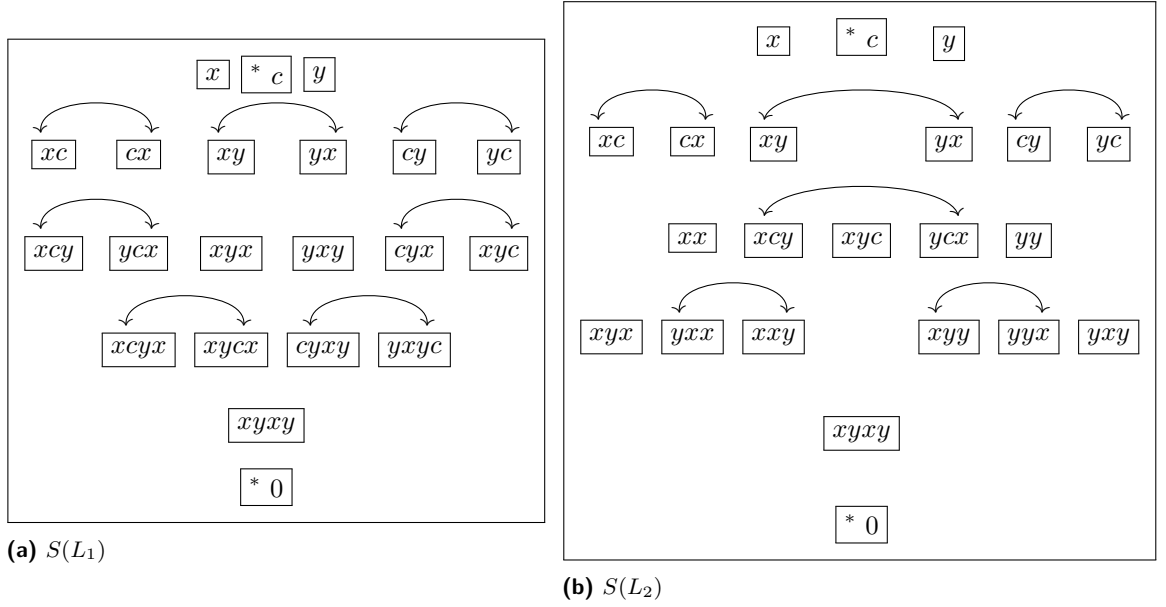 x * c y
xc cx xy yx cy yc
xcy ycx xyx yxy cyx xyc
xcyx xycx cyxy yxyc
xyxy
* 0
(a) S(L₁)
x * c y
xc cx xy yx cy yc
xx xcy xyc ycx yy
xyx yxx xxy xyy yyx yxy
xyxy
* 0
(b) S(L₂)